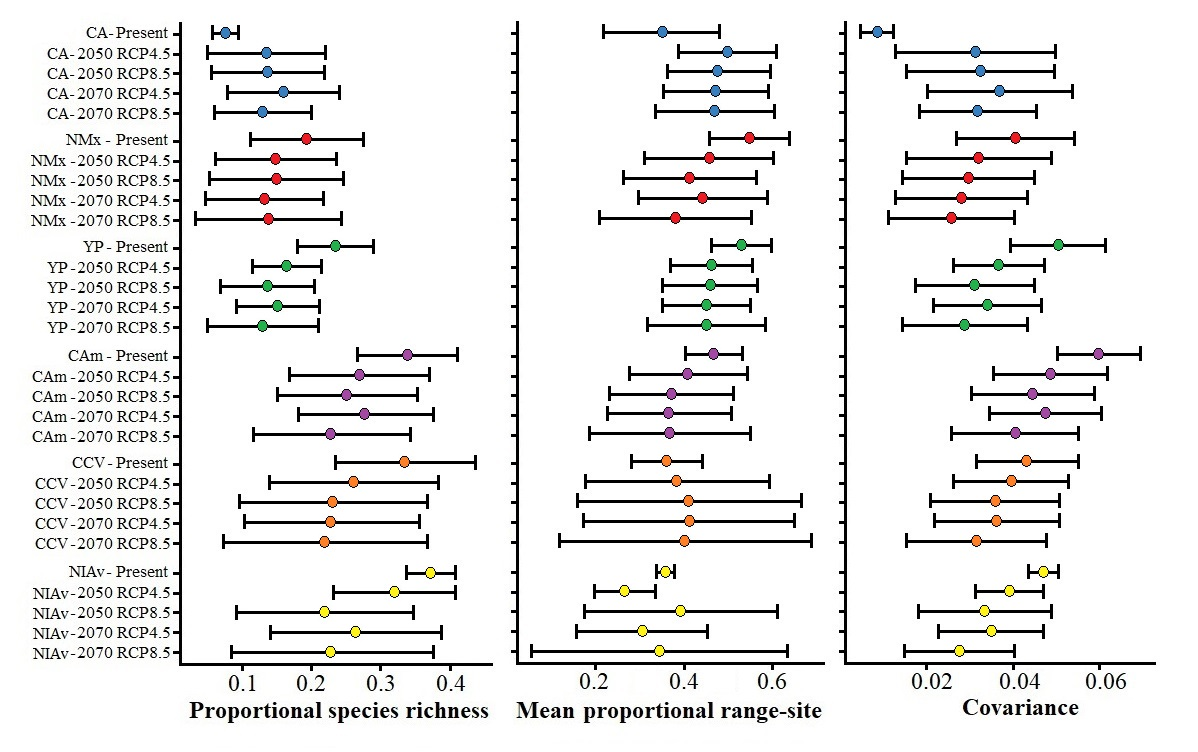 CA-Present
CA-2050 RCP4.5
CA-2050 RCP8.5
CA-2070 RCP4.5
CA-2070 RCP8.5
NMx - Present
NMx - 2050 RCP4.5
NMx - 2050 RCP8.5
NMx - 2070 RCP4.5
NMx - 2070 RCP8.5
YP - Present
YP - 2050 RCP4.5
YP - 2050 RCP8.5
YP - 2070 RCP4.5
YP - 2070 RCP8.5
CAm - Present
CAm - 2050 RCP4.5
CAm - 2050 RCP8.5
CAm - 2070 RCP4.5
CAm - 2070 RCP8.5
CCV - Present
CCV - 2050 RCP4.5
CCV - 2050 RCP8.5
CCV - 2070 RCP4.5
CCV - 2070 RCP8.5
NIAv - Present
NIAv - 2050 RCP4.5
NIAv - 2050 RCP8.5
NIAv - 2070 RCP4.5
NIAv - 2070 RCP8.5
0.1 0.2 0.3 0.4
Proportional species richness
0.2 0.4 0.6
Mean proportional range-site
0.02 0.04 0.06
Covariance